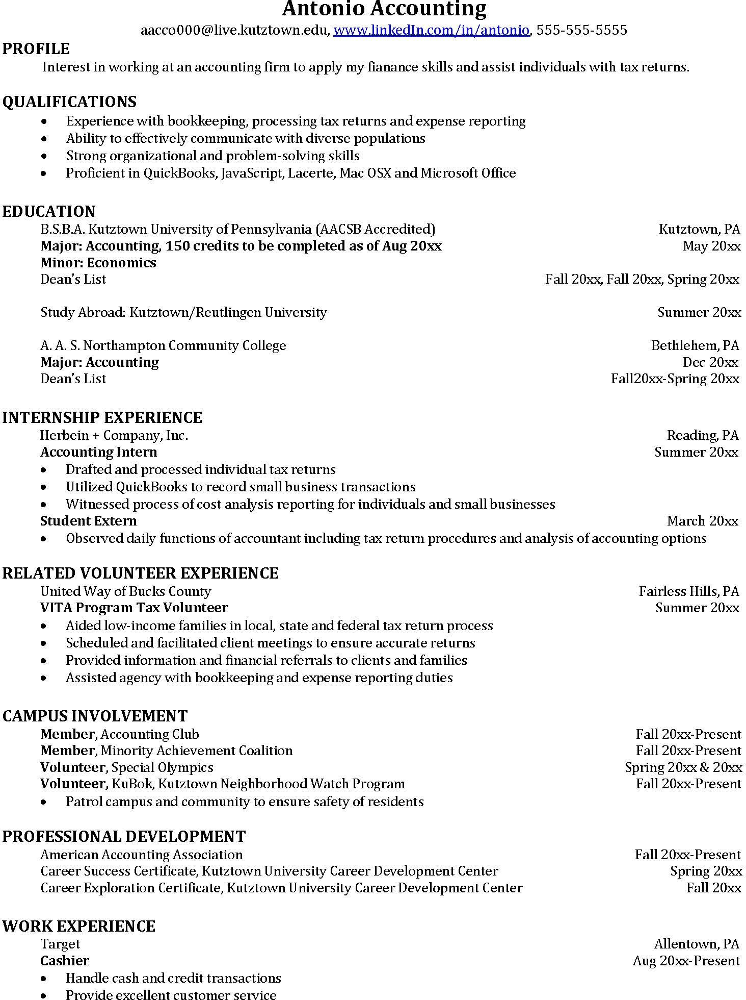 Antonio Accounting
aacco000@live.kutztown.edu, www.linkedIn.com/in/antonio, 555-555-5555
PROFILE
Interest in working at an accounting firm to apply my fianance skills and assist individuals with tax returns.
QUALIFICATIONS
• Experience with bookkeeping, processing tax returns and expense reporting
• Ability to effectively communicate with diverse populations
• Strong organizational and problem-solving skills
• Proficient in QuickBooks, JavaScript, Lacerte, Mac OSX and Microsoft Office
EDUCATION
B.S.B.A. Kutztown University of Pennsylvania (AACSB Accredited) Kutztown, PA
Major: Accounting, 150 credits to be completed as of Aug 20xx May 20xx
Minor: Economics
Dean’s List Fall 20xx, Fall 20xx, Spring 20xx
Study Abroad: Kutztown/Reutlingen University Summer 20xx
A. A. S. Northampton Community College Bethlehem, PA
Major: Accounting Dec 20xx
Dean’s List Fall20xx-Spring 20xx
INTERNSHIP EXPERIENCE
Herbein + Company, Inc. Reading, PA
Accounting Intern Summer 20xx
• Drafted and processed individual tax returns
• Utilized QuickBooks to record small business transactions
• Witnessed process of cost analysis reporting for individuals and small businesses
Student Extern March 20xx
• Observed daily functions of accountant including tax return procedures and analysis of accounting options
RELATED VOLUNTEER EXPERIENCE
United Way of Bucks County Fairless Hills, PA
VITA Program Tax Volunteer Summer 20xx
• Aided low-income families in local, state and federal tax return process
• Scheduled and facilitated client meetings to ensure accurate returns
• Provided information and financial referrals to clients and families
• Assisted agency with bookkeeping and expense reporting duties
CAMPUS INVOLVEMENT
Member, Accounting Club Fall 20xx-Present
Member, Minority Achievement Coalition Fall 20xx-Present
Volunteer, Special Olympics Spring 20xx & 20xx
Volunteer, KuBok, Kutztown Neighborhood Watch Program Fall 20xx-Present
• Patrol campus and community to ensure safety of residents
PROFESSIONAL DEVELOPMENT
American Accounting Association Fall 20xx-Present
Career Success Certificate, Kutztown University Career Development Center Spring 20xx
Career Exploration Certificate, Kutztown University Career Development Center Fall 20xx
WORK EXPERIENCE
Target Allentown, PA
Cashier Aug 20xx-Present
• Handle cash and credit transactions
• Provide excellent customer service